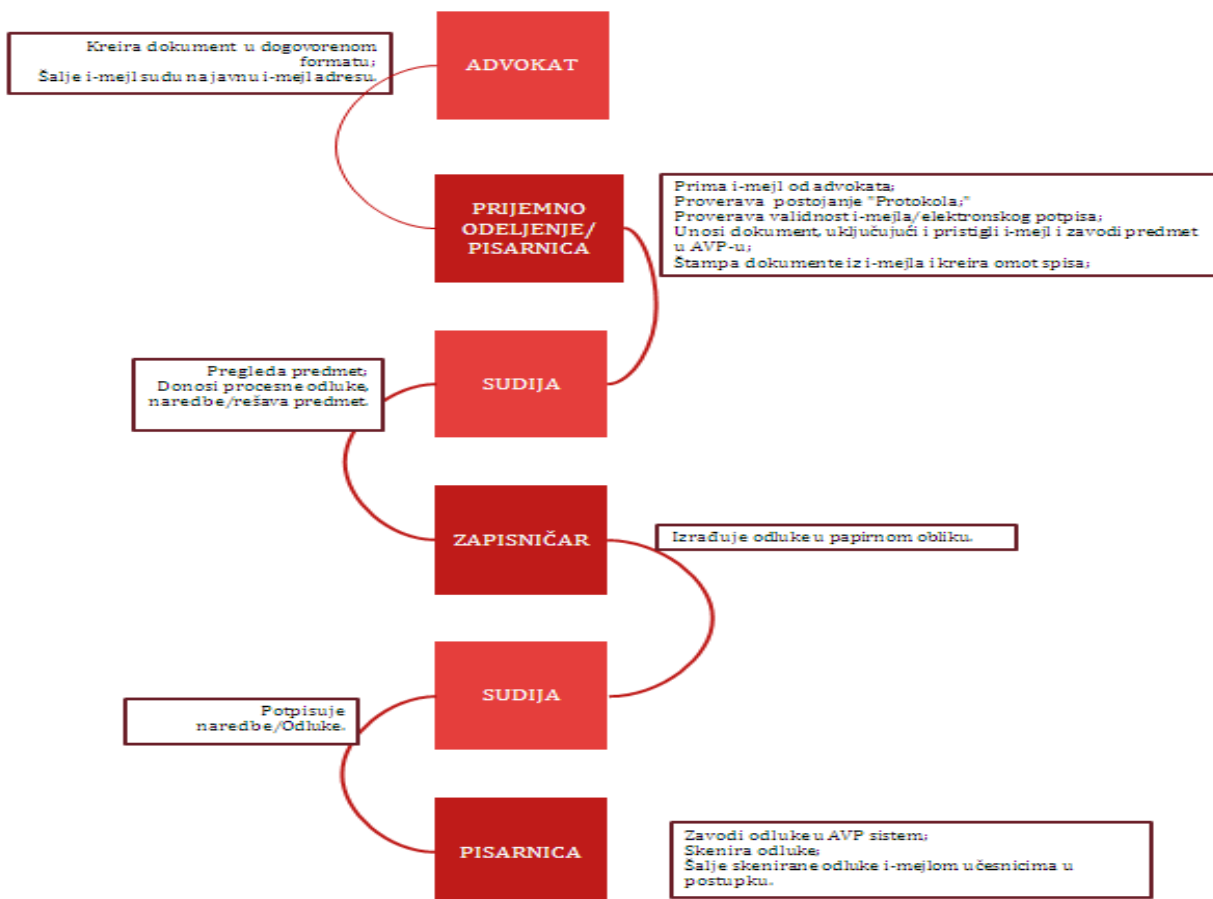 ADVOKAT
Kreira dokument u dogovorenom
formatu;
Šalje i-mejl sudu na javnu i-mejl adresu.
PRIJEMNO
ODELJENJE/
PISARNICA
Prima i-mejl od advokata;
Proverava postojanje "Protokola;"
Proverava validnost i-mejla/elektronskog potpisa;
Unosi dokument, uključujući i pristigli i-mejl i zavodi predmet
u AVP-u;
Štampa dokumente iz i-mejla i kreira omot spisa;
SUDIJA
Pregleda predmet;
Donosi procesne odluke,
naredbe/rešava predmet.
ZAPISNIČAR
Izrađuje odluke u papirnom obliku.
SUDIJA
Potpisuje
naredbe/Odluke.
PISARNICA
Zavodi odluke u AVP sistem;
Skenira odluke;
Šalje skenirane odluke i-mejlom učesnicima u
postupku.